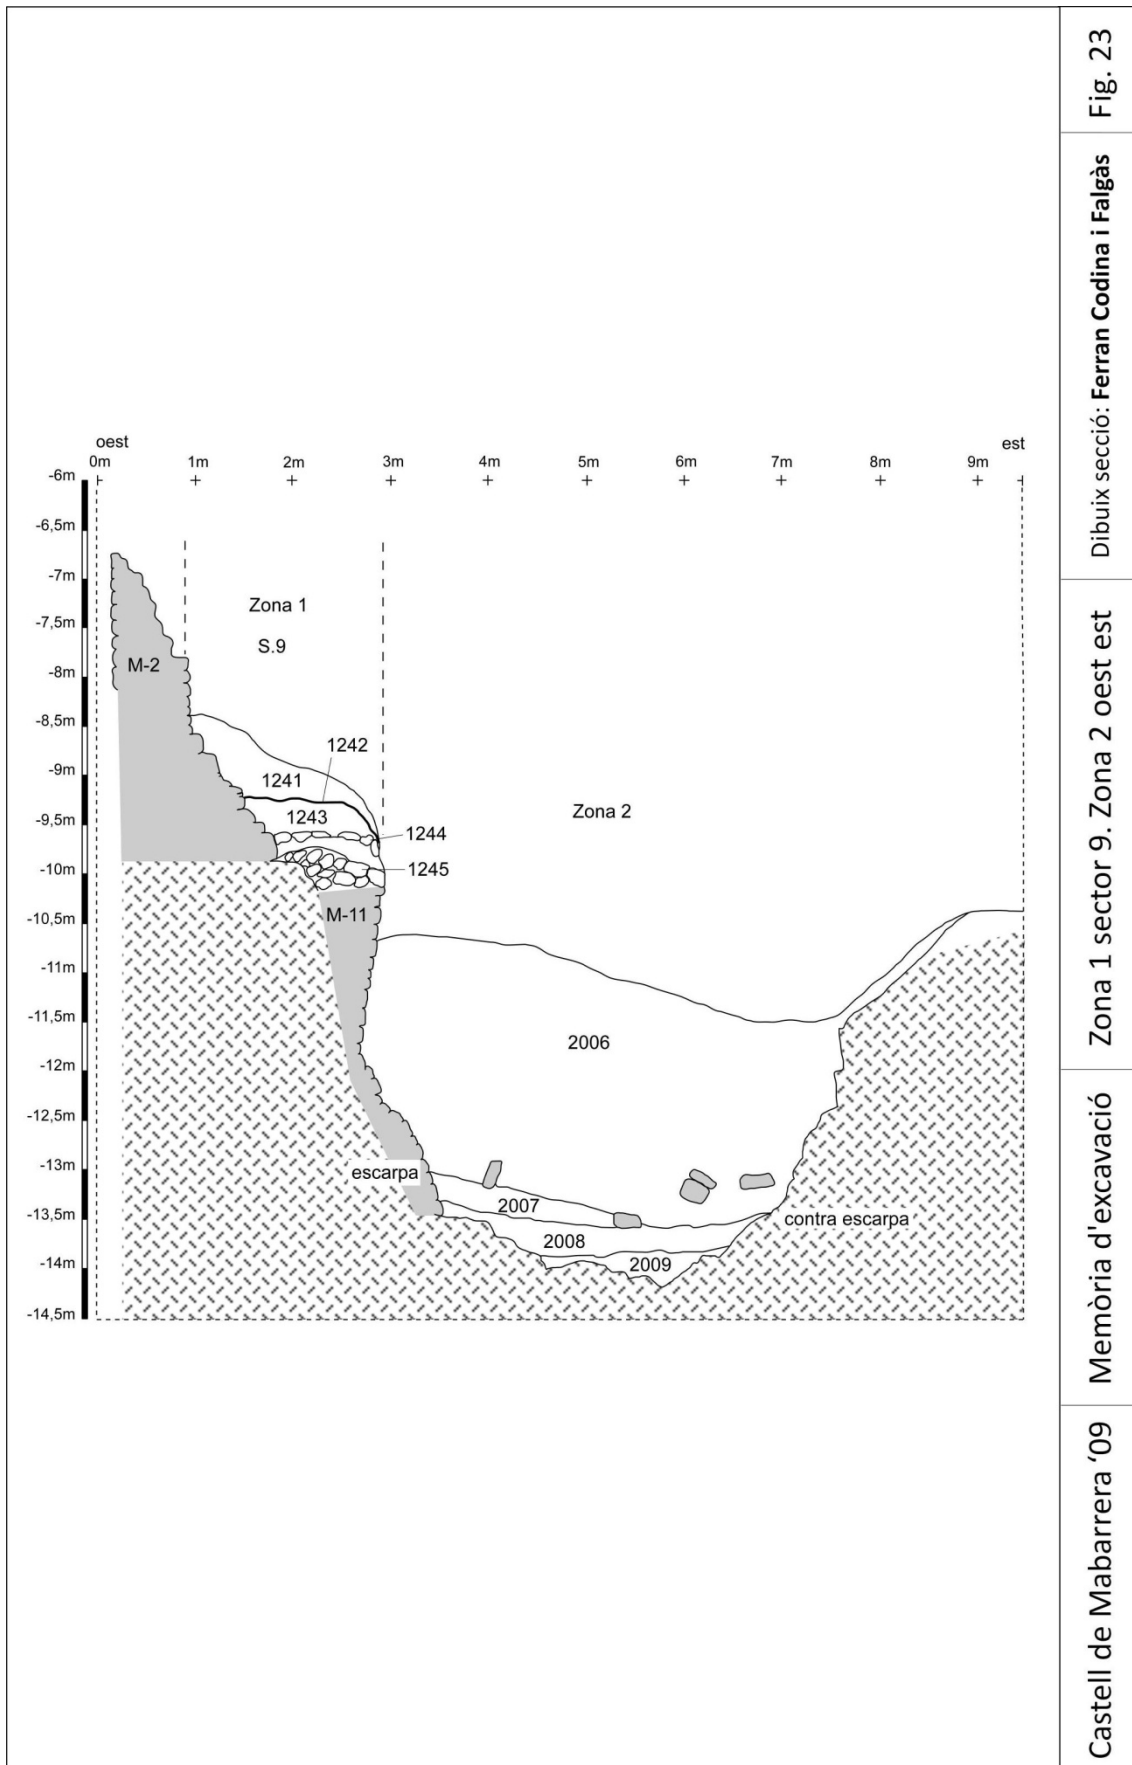 oest
est
0m 1m 2m 3m 4m 5m 6m 7m 8m 9m
-6m
-6,5m
-7m
-7,5m
-8m
-8,5m
-9m
-9,5m
-10m
-10,5m
-11m
-11,5m
-12m
-12,5m
-13m
-13,5m
-14m
-14,5m
Zona 1
S.9
M-2
1242
1241
1243
1244
1245
Zona 2
M-11
2006
escarpa
2007
contra escarpa
2008
2009
Castell de Mabarrera ‘09
Memòria d'excavació
Zona 1 sector 9. Zona 2 oest est
Dibuix secció: Ferran Codina i Falgàs
Fig. 23